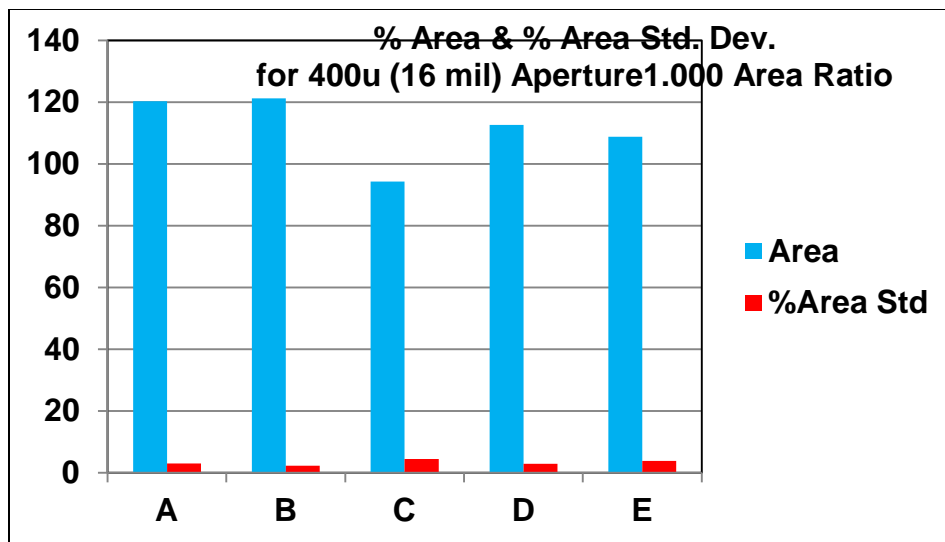 % Area & % Area Std. Dev.
for 400u (16 mil) Aperture1.000 Area Ratio
140
120
100
80
60
40
20
0
A B C D E
Area
%Area Std